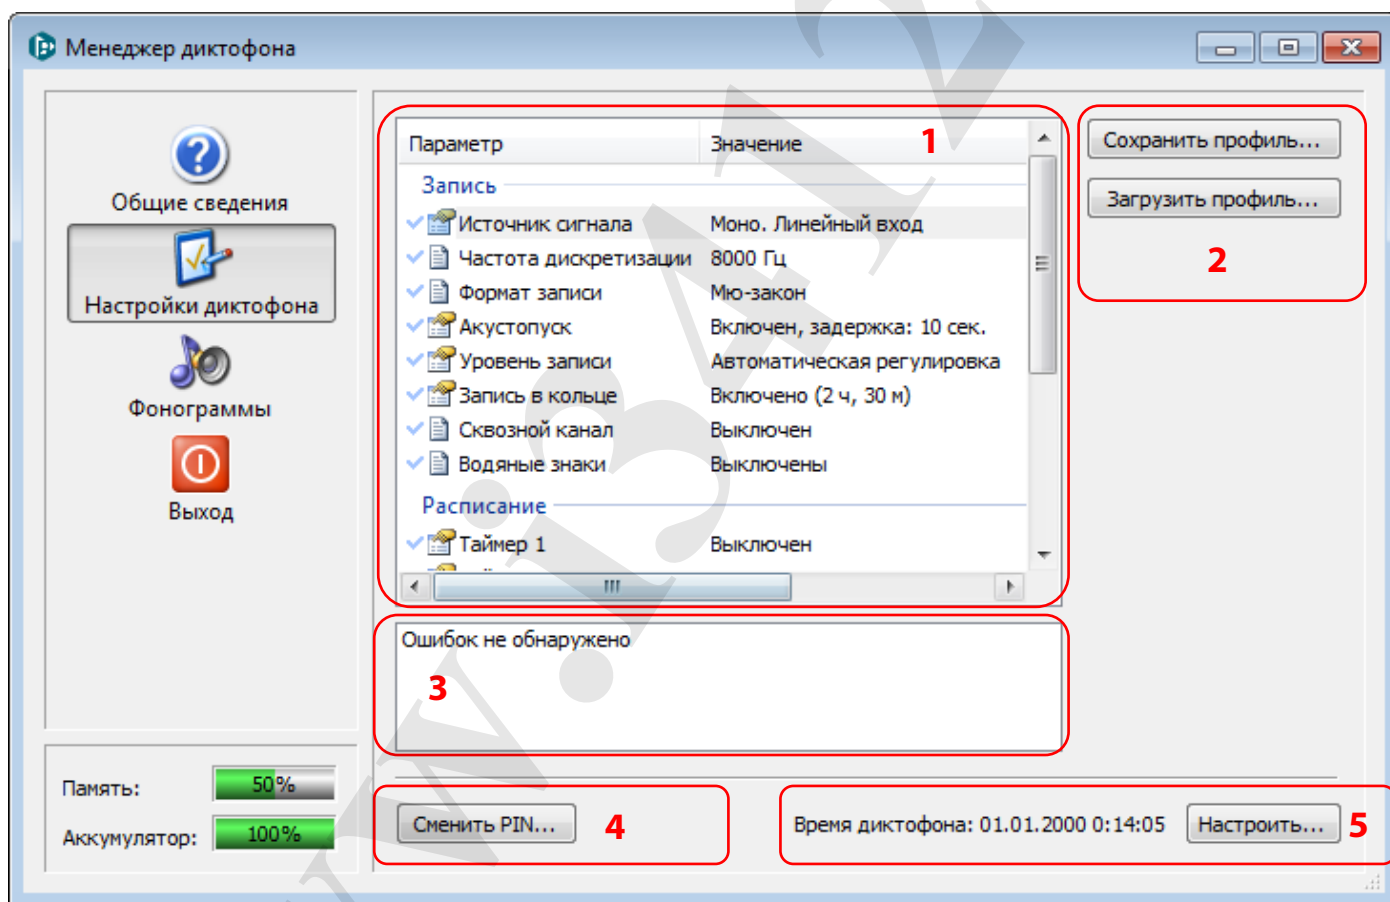 Менеджер диктофона
Общие сведения
Настройки диктофона
Фонограммы
Выход
Память: 50%
Аккумулятор: 100%
Параметр Значение 1
Запись
Источник сигнала Моно. Линейный вход
Частота дискретизации 8000 Гц
Формат записи Мю-закон
Акустопуск Включен, задержка: 10 сек.
Уровень записи Автоматическая регулировка
Запись в кольце Включено (2 ч, 30 м)
Сквозной канал Выключен
Водяные знаки Выключены
Расписание
Таймер 1 Выключен
Сохранить профиль...
Загрузить профиль...
2
Ошибок не обнаружено
3
Сменить PIN... 4
Время диктофона: 01.01.2000 0:14:05 Настроить... 5